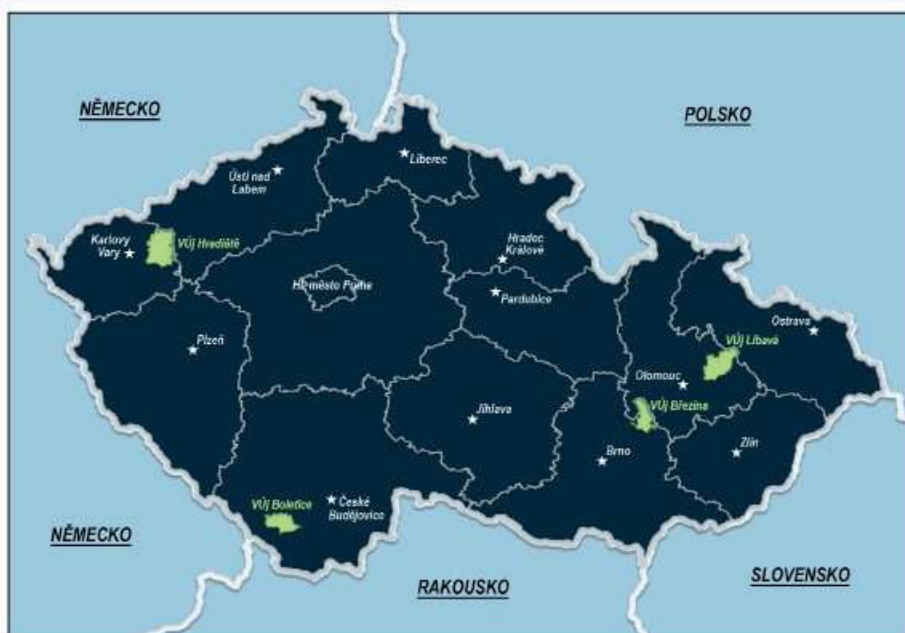 NĚMECKO
POLSKO
Liberec
Ústí nad
Labem
Karlovy
Vary
VÚj Hradiště
Hradec
Králové
Hl. město Praha
Pardubice
Ostrava
Plzeň
VÚj Libavá
Olomouc
VÚj Březina
Jihlava
Zlín
Brno
VÚj Boletice
České
Budějovice
NĚMECKO
RAKOUSKO
SLOVENSKO